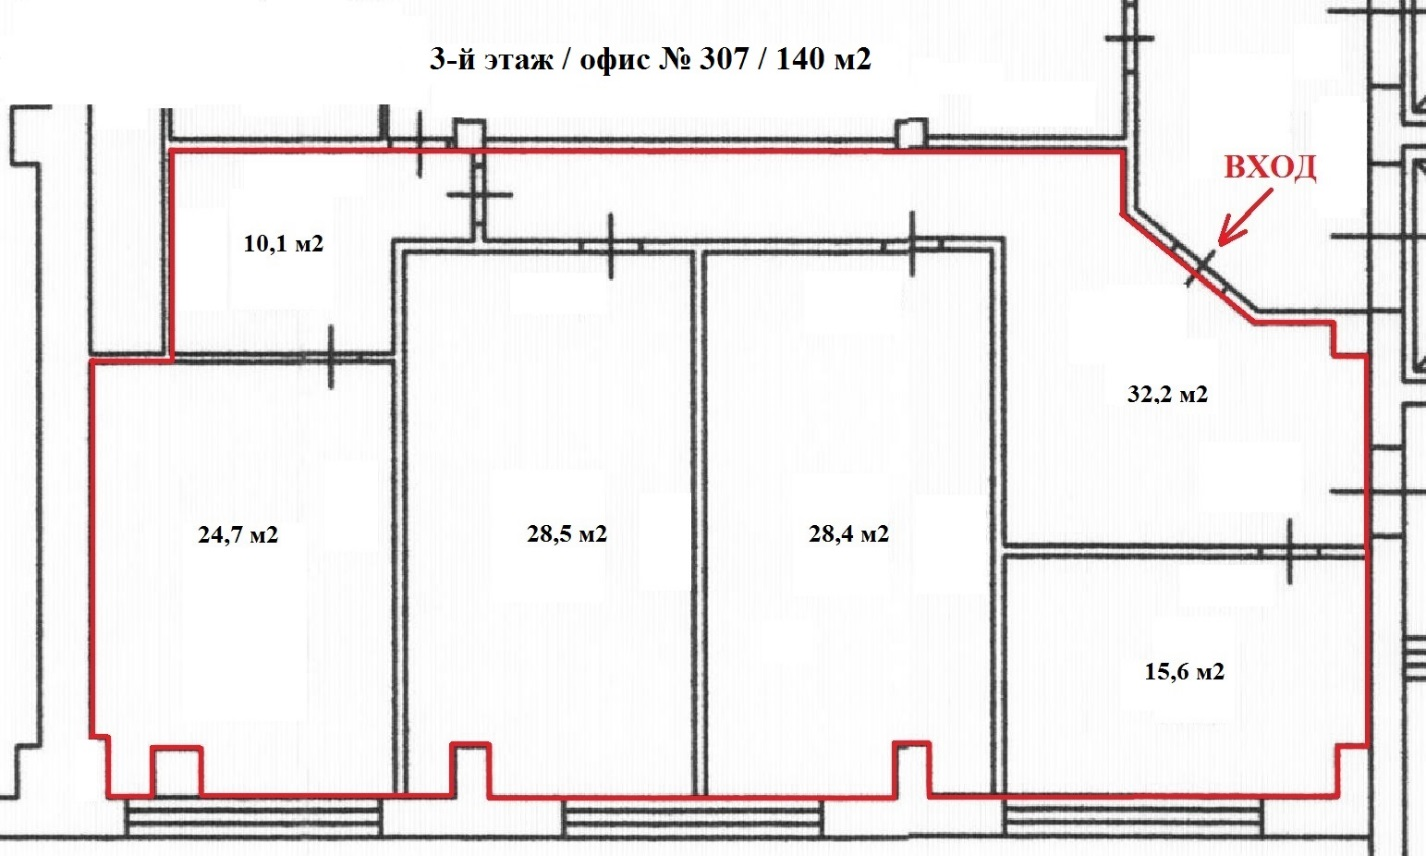 3-й этаж / офис № 307 / 140 м2
ВХОД
10,1 м2
32,2 м2
24,7 м2
28,5 м2
28,4 м2
15,6 м2